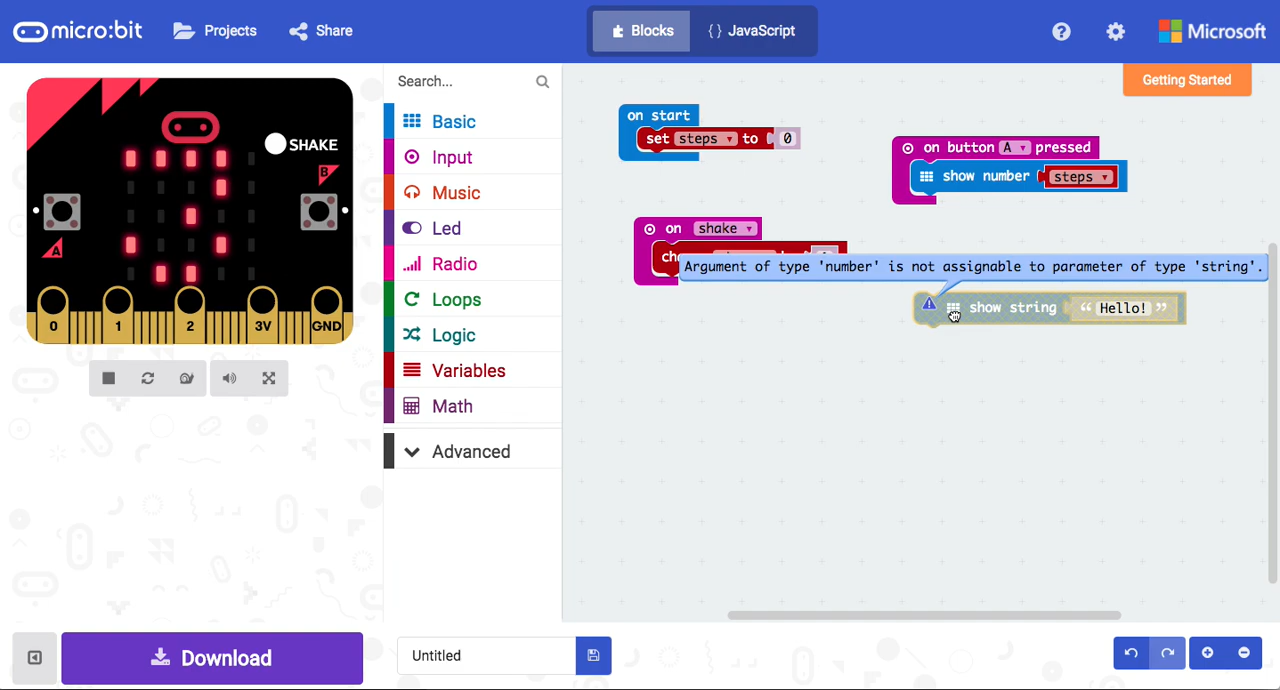 micro:bit
Projects
Share
Blocks
{} JavaScript
?
Microsoft
Search...
Getting Started
SHAKE
B
A
0 1 2 3V GND
Basic
Input
Music
Led
Radio
Loops
Logic
Variables
Math
Advanced
on start
set steps to 0
on button A pressed
show number steps
on shake
Argument of type 'number' is not assignable to parameter of type 'string'.
show string “ Hello! ”
Download
Untitled